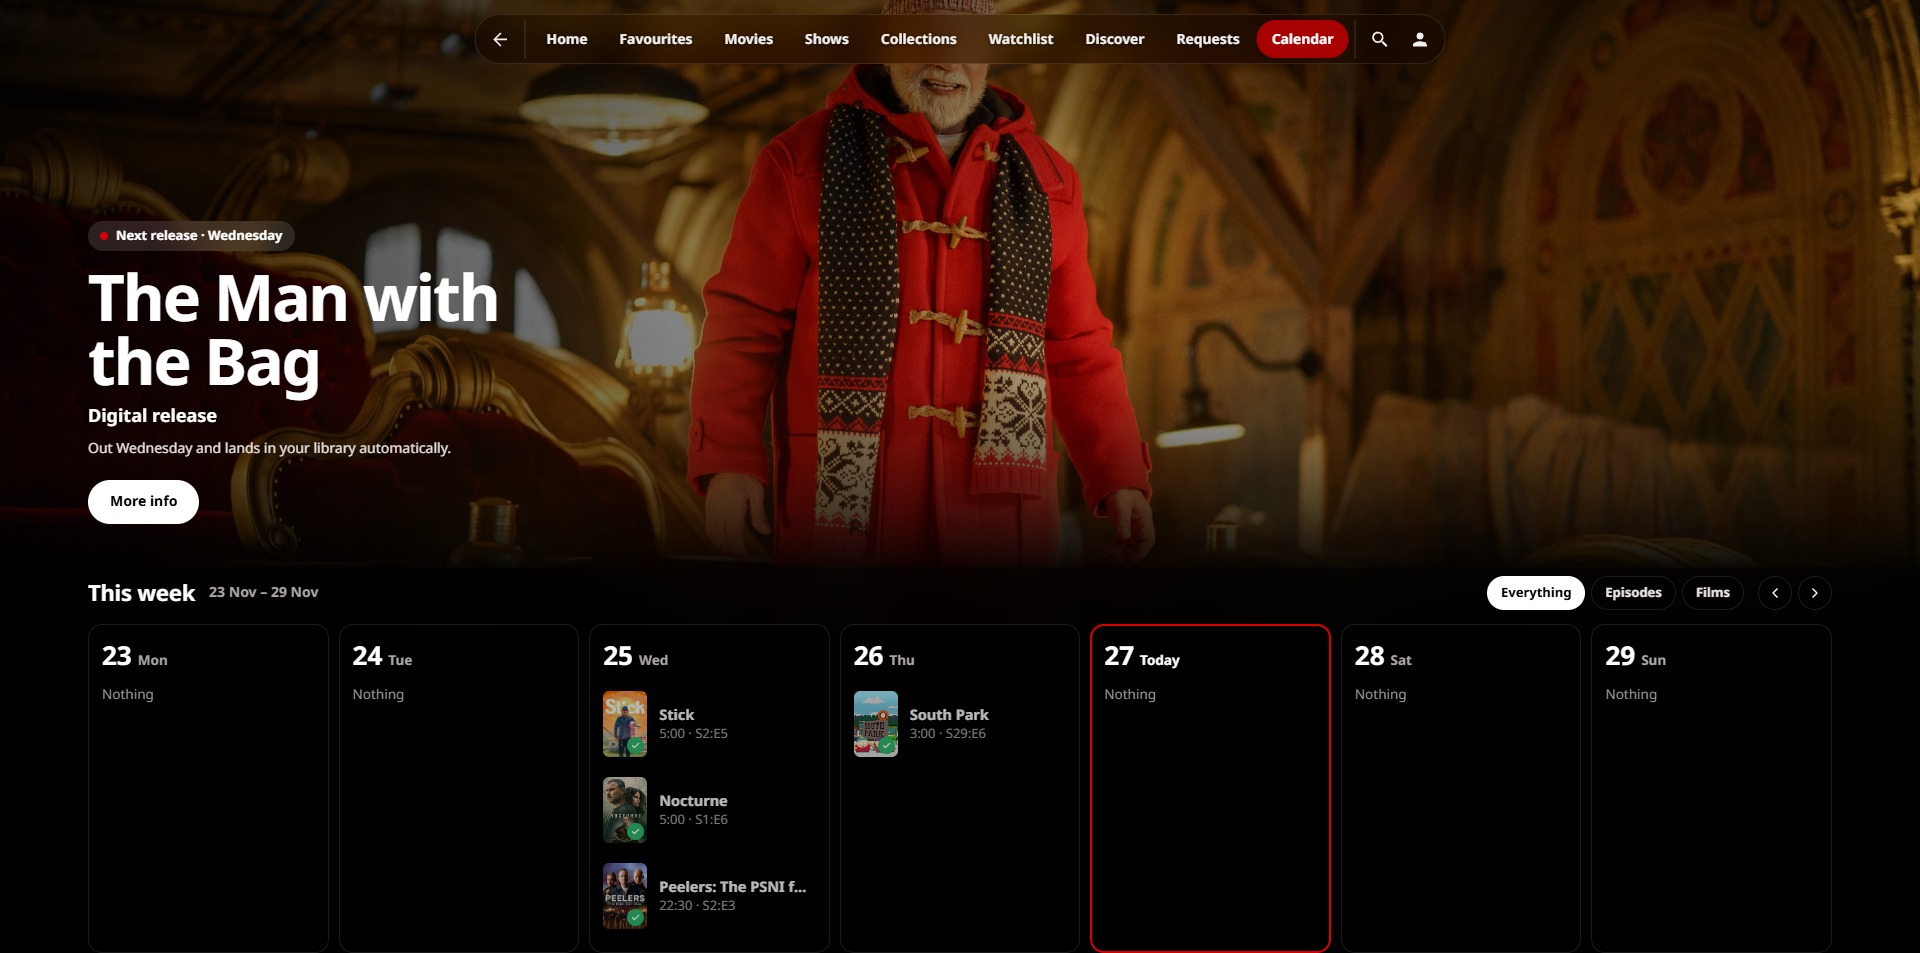 Home Favourites Movies Shows Collections Watchlist Discover Requests Calendar
Next release · Wednesday
The Man with
the Bag
Digital release
Out Wednesday and lands in your library automatically.
More info
This week 23 Nov – 29 Nov
Everything Episodes Films
23 Mon
Nothing
24 Tue
Nothing
25 Wed
Stick
Stick
5:00 · S2:E5
Nocturne
5:00 · S1:E6
PEELERS
Peelers: The PSNI f...
22:30 · S2:E3
26 Thu
SOUTH
PARK
South Park
3:00 · S29:E6
27 Today
Nothing
28 Sat
Nothing
29 Sun
Nothing